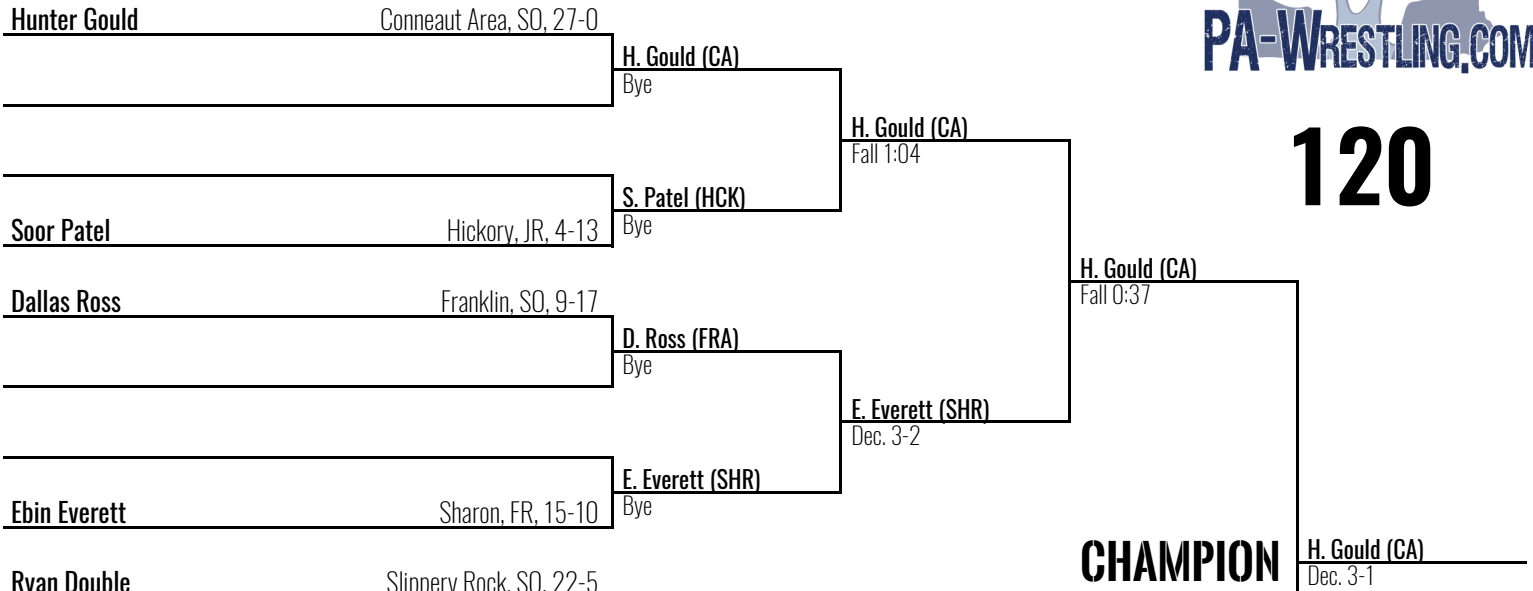 Hunter Gould Conneaut Area, SO, 27-0
H. Gould (CA)
Bye
PA-WRESTLING.COM
H. Gould (CA)
Fall 1:04
120
S. Patel (HCK)
Bye
Soor Patel Hickory, JR, 4-13
H. Gould (CA)
Fall 0:37
Dallas Ross Franklin, SO, 9-17
D. Ross (FRA)
Bye
E. Everett (SHR)
Dec. 3-2
E. Everett (SHR)
Bye
Ebin Everett Sharon, FR, 15-10
CHAMPION
H. Gould (CA)
Dec. 3-1
Ryan Double Slippery Rock, SO, 22-5